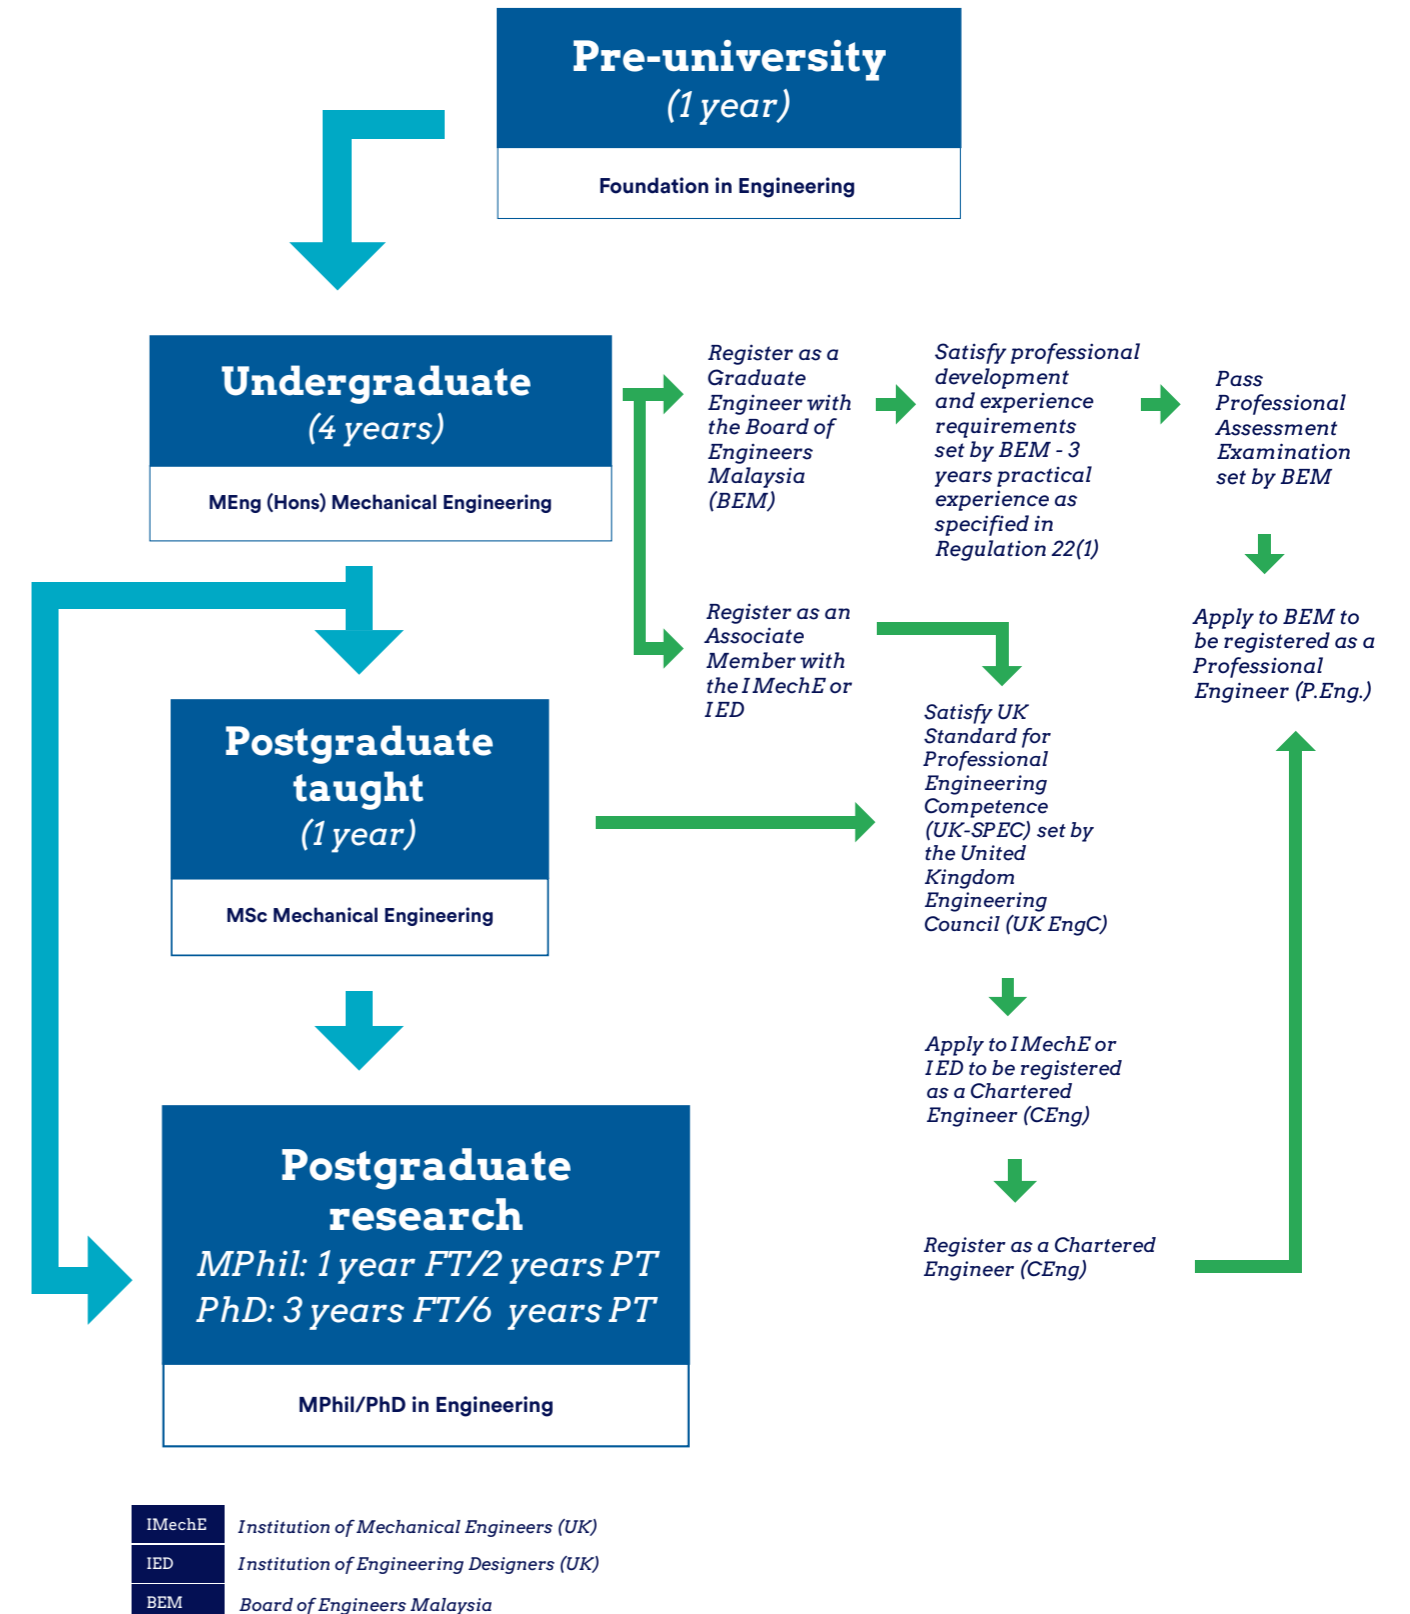 Pre-university
(1 year)
Foundation in Engineering
Undergraduate
(4 years)
MEng (Hons) Mechanical Engineering
Register as a
Graduate
Engineer with
the Board of
Engineers
Malaysia
(BEM)
Satisfy professional
development
and experience
requirements
set by BEM - 3
years practical
experience as
specified in
Regulation 22(1)
Pass
Professional
Assessment
Examination
set by BEM
Register as an
Associate
Member with
the IMechE or
IED
Apply to BEM to
be registered as a
Professional
Engineer (P.Eng.)
Postgraduate
taught
(1 year)
MSc Mechanical Engineering
Satisfy UK
Standard for
Professional
Engineering
Competence
(UK-SPEC) set by
the United
Kingdom
Engineering
Council (UK EngC)
Apply to IMechE or
IED to be registered
as a Chartered
Engineer (CEng)
Register as a Chartered
Engineer (CEng)
Postgraduate
research
MPhil: 1 year FT/2 years PT
PhD: 3 years FT/6 years PT
MPhil/PhD in Engineering
IMechE Institution of Mechanical Engineers (UK)
IED Institution of Engineering Designers (UK)
BEM Board of Engineers Malaysia